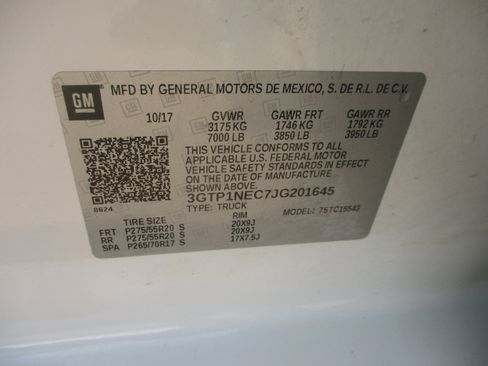 GM
MFD BY GENERAL MOTORS DE MEXICO, S. DE R.L. DE C.V.
10/17 GVWR GAWR FRT GAWR RR
3175 KG 1746 KG 1792 KG
7000 LB 3850 LB 3950 LB
THIS VEHICLE CONFORMS TO ALL
APPLICABLE U.S. FEDERAL MOTOR
VEHICLE SAFETY STANDARDS IN EFFECT
ON THE DATE OF MANUFACTURE
3GTP1NEC7JG201645
8624 TYPE: TRUCK MODEL: 7STC15543
TIRE SIZE RIM
FRT P275/55R20 S 20X9J
RR P275/55R20 S 20X9J
SPA P265/70R17 S 17X7.5J